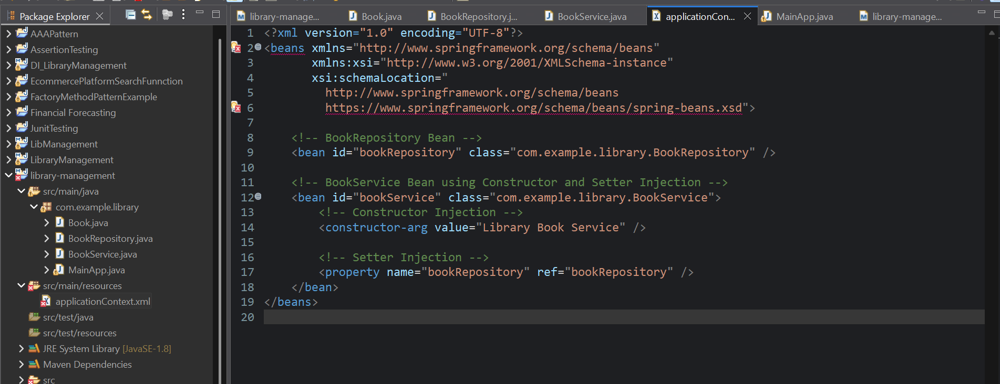 Package Explorer
AAAPattern
AssertionTesting
DI_LibraryManagement
EcommercePlatformSearchFunnction
FactoryMethodPatternExample
Financial Forecasting
JunitTesting
LibManagement
LibraryManagement
library-management
src/main/java
com.example.library
Book.java
BookRepository.java
BookService.java
MainApp.java
src/main/resources
applicationContext.xml
src/test/java
src/test/resources
JRE System Library [JavaSE-1.8]
Maven Dependencies
src
library-manage... Book.java BookRepository.j... BookService.java applicationCon... MainApp.java library-manage...
1 <?xml version="1.0" encoding="UTF-8"?>
2 <beans xmlns="http://www.springframework.org/schema/beans"
3 xmlns:xsi="http://www.w3.org/2001/XMLSchema-instance"
4 xsi:schemaLocation="
5 http://www.springframework.org/schema/beans
6 https://www.springframework.org/schema/beans/spring-beans.xsd">
7
8 <!-- BookRepository Bean -->
9 <bean id="bookRepository" class="com.example.library.BookRepository" />
10
11 <!-- BookService Bean using Constructor and Setter Injection -->
12 <bean id="bookService" class="com.example.library.BookService">
13 <!-- Constructor Injection -->
14 <constructor-arg value="Library Book Service" />
15
16 <!-- Setter Injection -->
17 <property name="bookRepository" ref="bookRepository" />
18 </bean>
19 </beans>
20